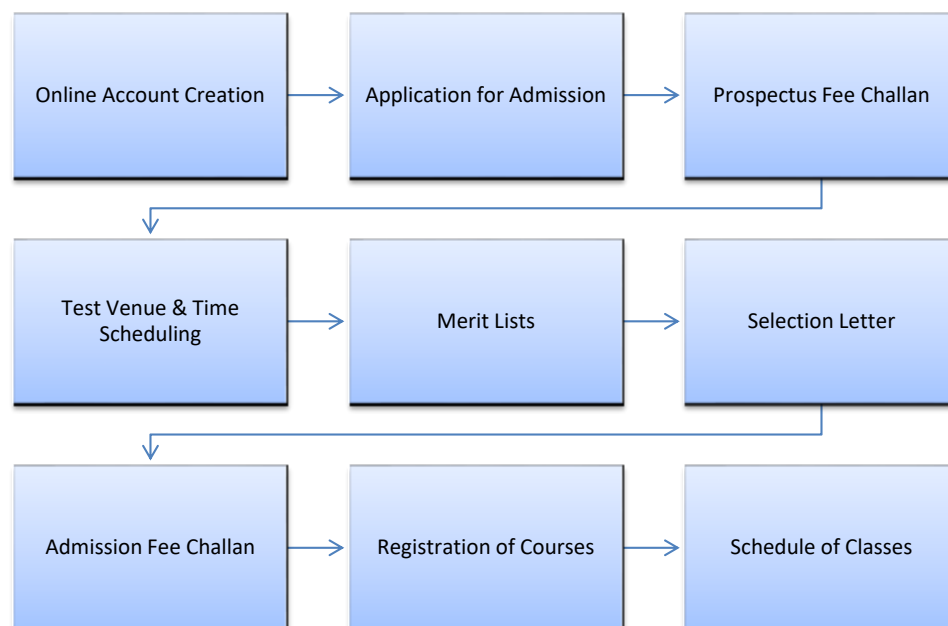 Online Account Creation
Application for Admission
Prospectus Fee Challan
Test Venue & Time
Scheduling
Merit Lists
Selection Letter
Admission Fee Challan
Registration of Courses
Schedule of Classes